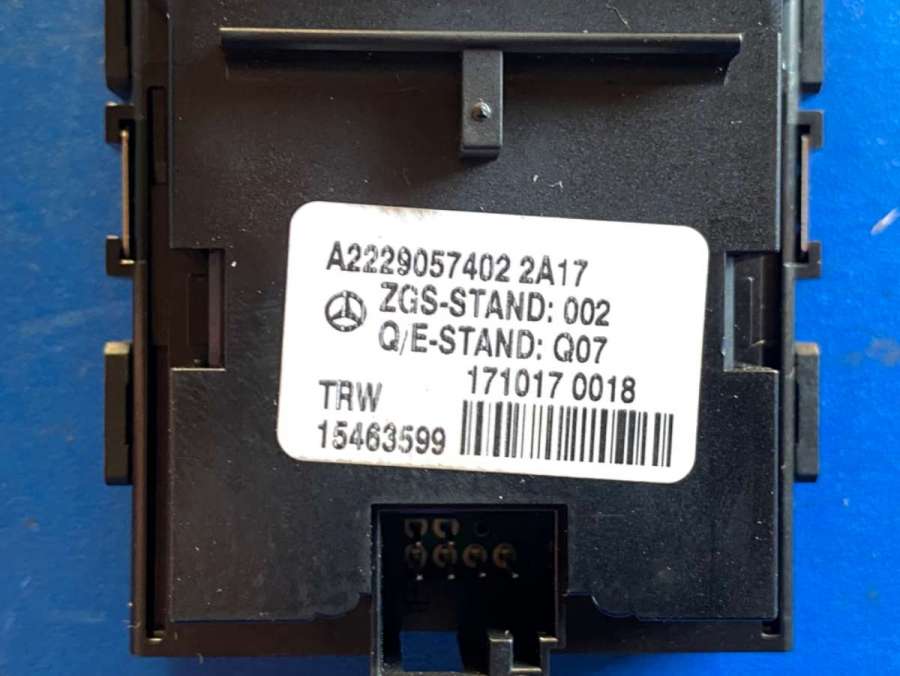 A2229057402 2A17
ZGS-STAND: 002
Q/E-STAND: Q07
171017 0018
TRW
15463599